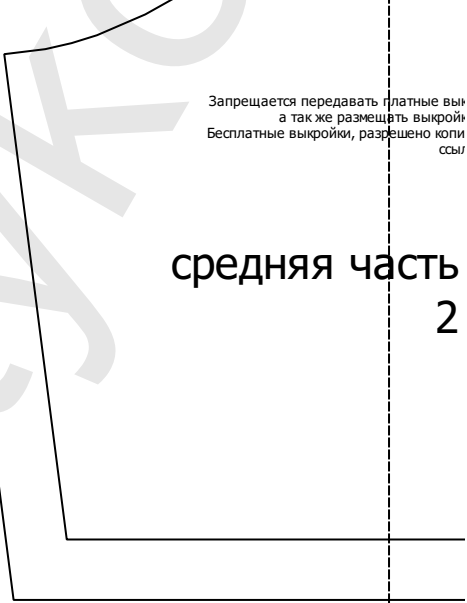 Запрещается передавать платные вык
а так же размещать выкройк
Бесплатные выкройки, разрешено копи
ссыл
средняя часть
2